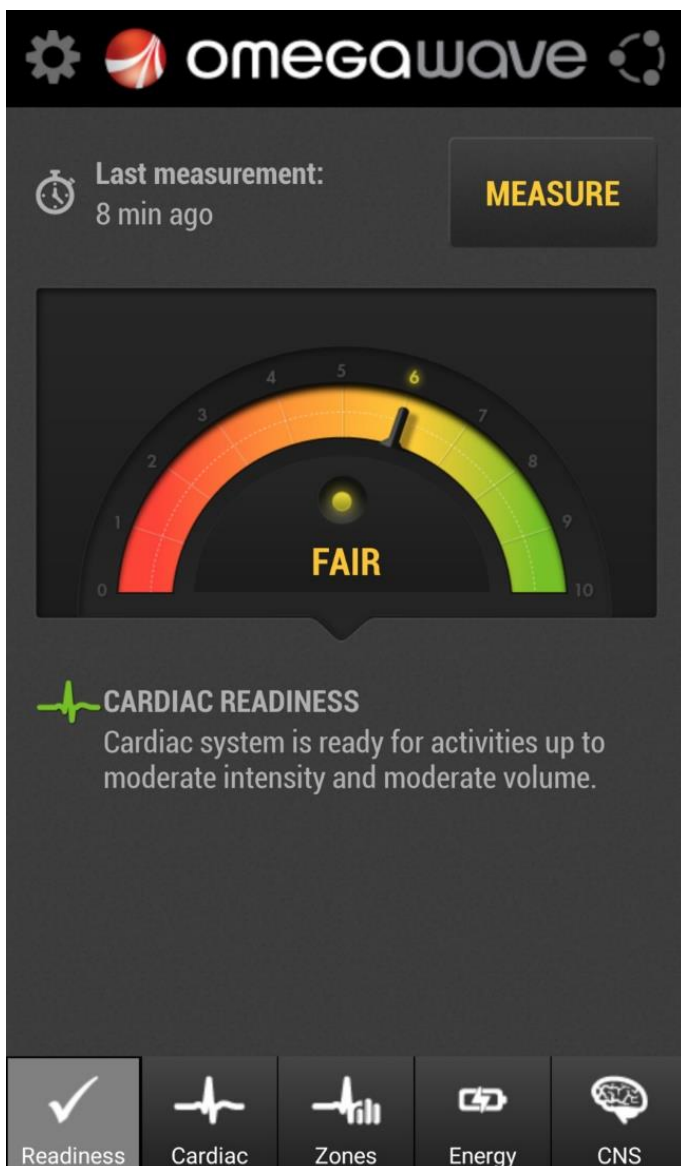 omegawave
Last measurement:
8 min ago
MEASURE
0
1
2
3
4
5
6
7
8
9
10
FAIR
CARDIAC READINESS
Cardiac system is ready for activities up to
moderate intensity and moderate volume.
Readiness
Cardiac
Zones
Energy
CNS